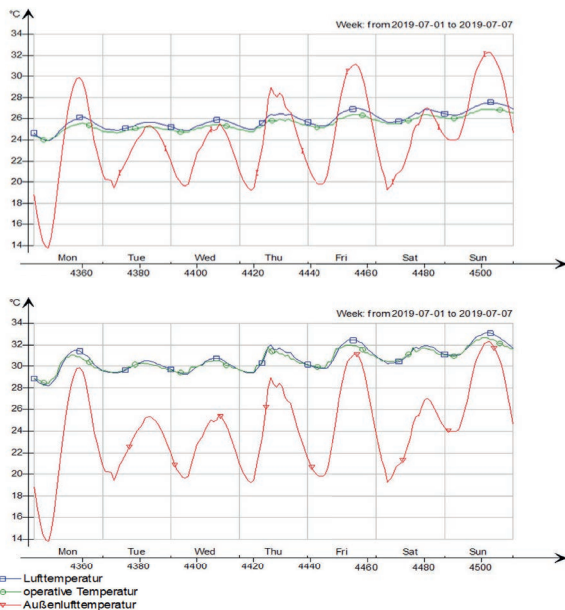 °C
Week: from 2019-07-01 to 2019-07-07
34
32
30
28
26
24
22
20
18
16
14
Mon Tue Wed Thu Fri Sat Sun
4360 4380 4400 4420 4440 4460 4480 4500
°C
Week: from 2019-07-01 to 2019-07-07
34
32
30
28
26
24
22
20
18
16
14
Mon Tue Wed Thu Fri Sat Sun
4360 4380 4400 4420 4440 4460 4480 4500
Lufttemperatur
operative Temperatur
Außenlufttemperatur